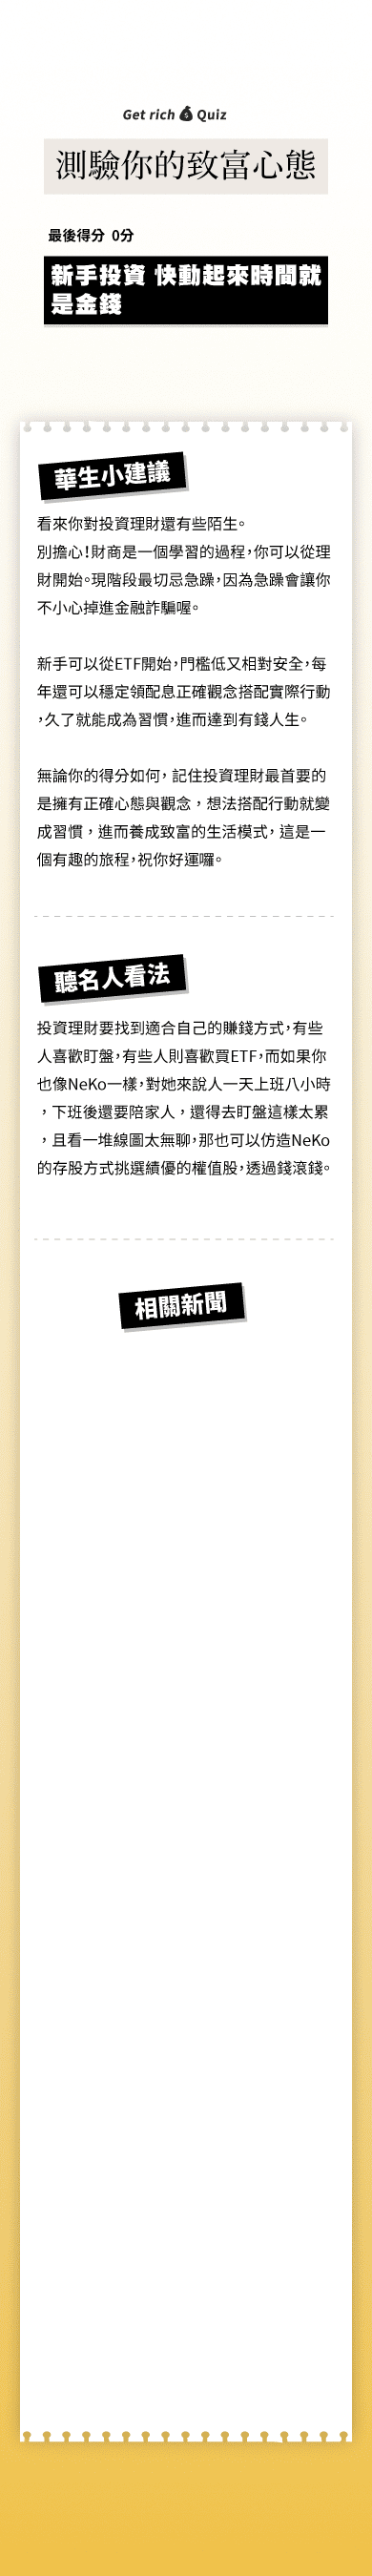 Get rich Quiz
測驗你的致富心態
最後得分 0分
新手投資 快動起來時間就
是金錢
華生小建議
看來你對投資理財還有些陌生。
別擔心!財商是一個學習的過程,你可以從理
財開始。現階段最切忌急躁,因為急躁會讓你
不小心掉進金融詐騙喔。
新手可以從ETF開始,門檻低又相對安全,每
年還可以穩定領配息正確觀念搭配實際行動
,久了就能成為習慣,進而達到有錢人生。
無論你的得分如何, 記住投資理財最首要的
是擁有正確心態與觀念 , 想法搭配行動就變
成習慣 , 進而養成致富的生活模式, 這是一
個有趣的旅程,祝你好運囉。
聽名人看法
投資理財要找到適合自己的賺錢方式,有些
人喜歡盯盤,有些人則喜歡買ETF,而如果你
也像NeKo一樣,對她來說人一天上班八小時
, 下班後還要陪家人 , 還得去盯盤這樣太累
, 且看一堆線圖太無聊,那也可以仿造NeKo
的存股方式挑選績優的權值股,透過錢滾錢。
相關新聞